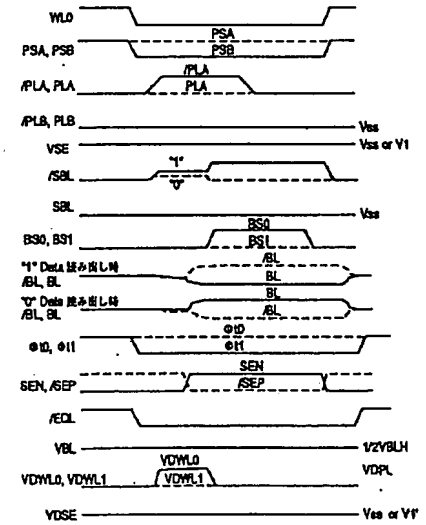 WL0
PSA
PSA, PSB
PSB
/PLA
/PLA, PLA
PLA
/PLB, PLB
Vss
VSE
Vss or V1
"1"
/SBL
"0"
SBL
Vss
BS0
BS0, BS1
BS1
"1" Data 読み出し時
/BL, BL
/BL
BL
"0" Data 読み出し時
/BL, BL
BL
/BL
Φt0
Φt0, Φt1
Φt1
SEN
SEN, /SEP
/SEP
/EQL
VBL
1/2VBLH
VDWL0
VDPL
VDWL0, VDWL1
VDWL1
VDSE
Vss or V1'